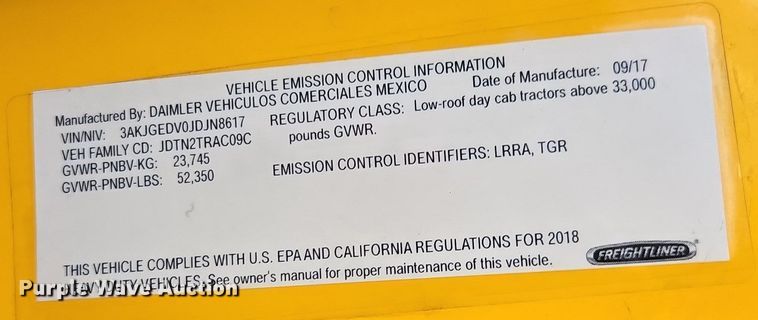 VEHICLE EMISSION CONTROL INFORMATION
Manufactured By: DAIMLER VEHICULOS COMERCIALES MEXICO
Date of Manufacture: 09/17
VIN/NIV: 3AKJGEDV0JDJN8617
REGULATORY CLASS: Low-roof day cab tractors above 33,000
pounds GVWR.
VEH FAMILY CD: JDTN2TRAC09C
GVWR-PNBV-KG: 23,745
GVWR-PNBV-LBS: 52,350
EMISSION CONTROL IDENTIFIERS: LRRA, TGR
THIS VEHICLE COMPLIES WITH U.S. EPA AND CALIFORNIA REGULATIONS FOR 2018
HEAVY DUTY VEHICLES. See owner's manual for proper maintenance of this vehicle.
FREIGHTLINER
Purple Wave Auction